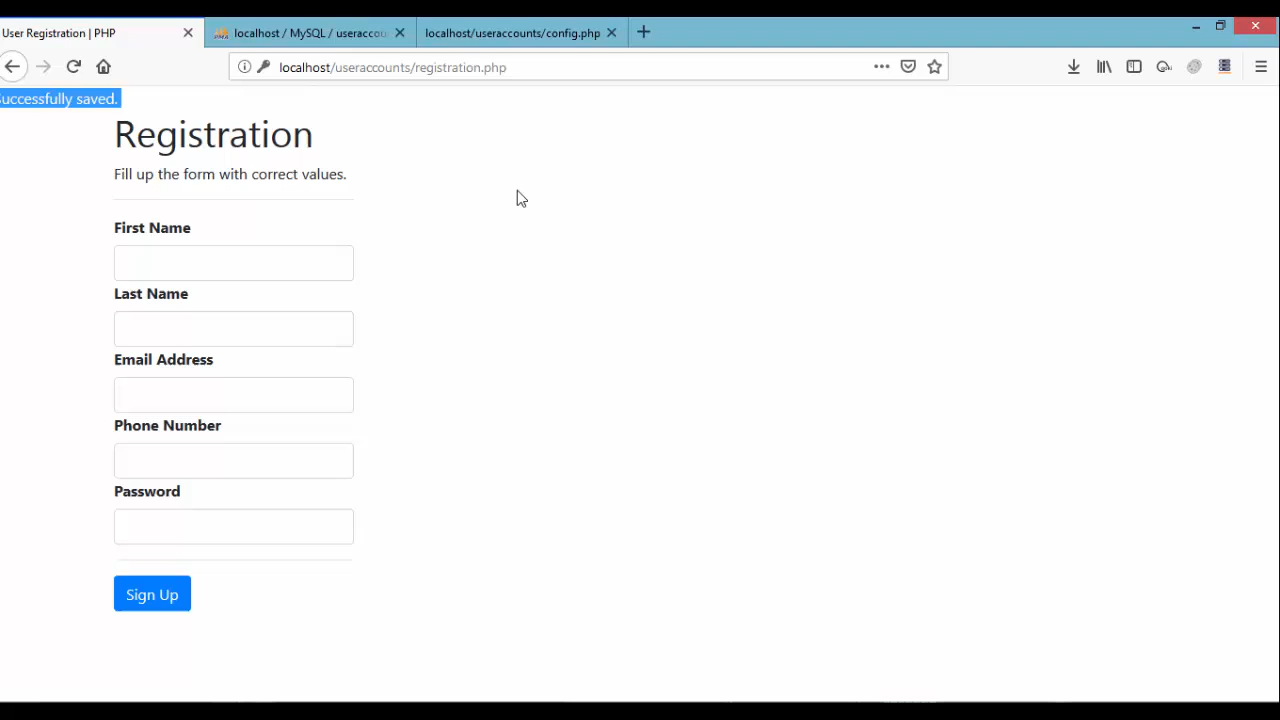 User Registration | PHP
localhost / MySQL / useraccou
localhost/useraccounts/config.php
localhost/useraccounts/registration.php
Successfully saved.
Registration
Fill up the form with correct values.
First Name
Last Name
Email Address
Phone Number
Password
Sign Up